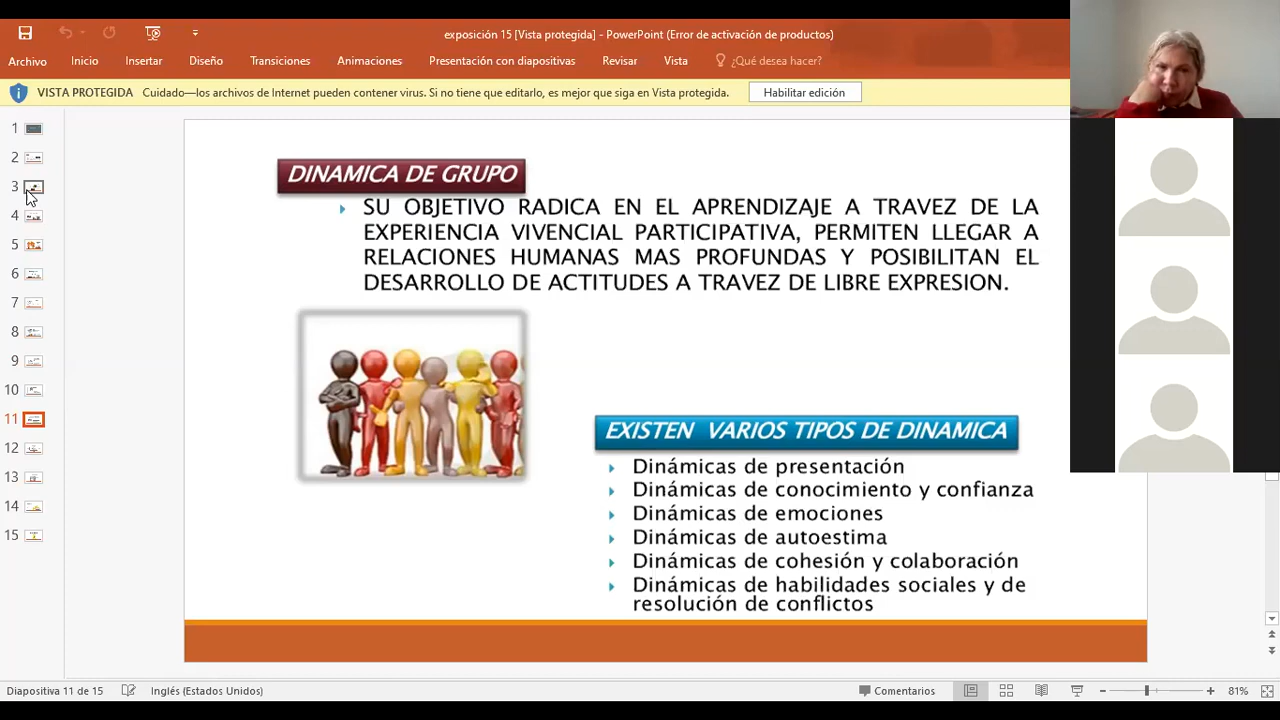 exposición 15 [Vista protegida] - PowerPoint (Error de activación de productos)
Archivo Inicio Insertar Diseño Transiciones Animaciones Presentación con diapositivas Revisar Vista ¿Qué desea hacer?
VISTA PROTEGIDA Cuidado—los archivos de Internet pueden contener virus. Si no tiene que editarlo, es mejor que siga en Vista protegida. Habilitar edición
1
2
3
4
5
6
7
8
9
10
11
12
13
14
15
DINAMICA DE GRUPO
SU OBJETIVO RADICA EN EL APRENDIZAJE A TRAVEZ DE LA
EXPERIENCIA VIVENCIAL PARTICIPATIVA, PERMITEN LLEGAR A
RELACIONES HUMANAS MAS PROFUNDAS Y POSIBILITAN EL
DESARROLLO DE ACTITUDES A TRAVEZ DE LIBRE EXPRESION.
EXISTEN VARIOS TIPOS DE DINAMICA
Dinámicas de presentación
Dinámicas de conocimiento y confianza
Dinámicas de emociones
Dinámicas de autoestima
Dinámicas de cohesión y colaboración
Dinámicas de habilidades sociales y de
resolución de conflictos
Diapositiva 11 de 15 Inglés (Estados Unidos) Comentarios 81%